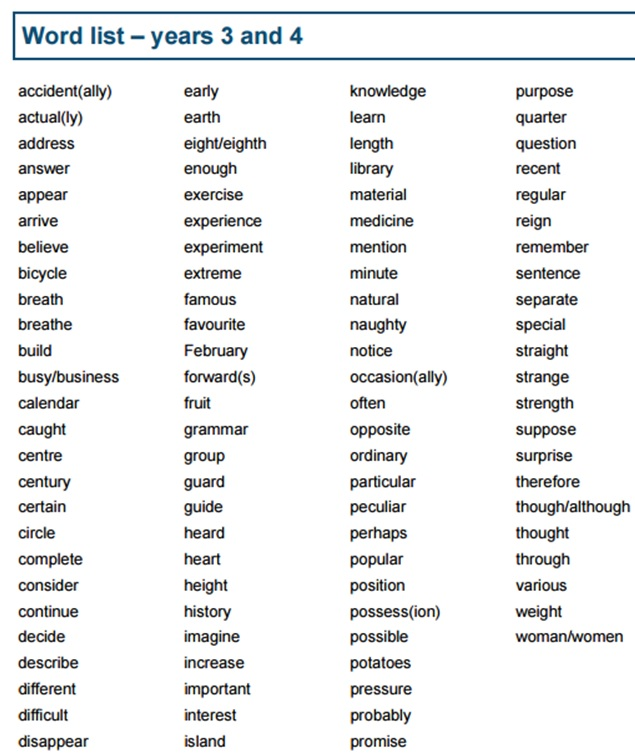 Word list – years 3 and 4
accident(ally)
actual(ly)
address
answer
appear
arrive
believe
bicycle
breath
breathe
build
busy/business
calendar
caught
centre
century
certain
circle
complete
consider
continue
decide
describe
different
difficult
disappear
early
earth
eight/eighth
enough
exercise
experience
experiment
extreme
famous
favourite
February
forward(s)
fruit
grammar
group
guard
guide
heard
heart
height
history
imagine
increase
important
interest
island
knowledge
learn
length
library
material
medicine
mention
minute
natural
naughty
notice
occasion(ally)
often
opposite
ordinary
particular
peculiar
perhaps
popular
position
possess(ion)
possible
potatoes
pressure
probably
promise
purpose
quarter
question
recent
regular
reign
remember
sentence
separate
special
straight
strange
strength
suppose
surprise
therefore
though/although
thought
through
various
weight
woman/women